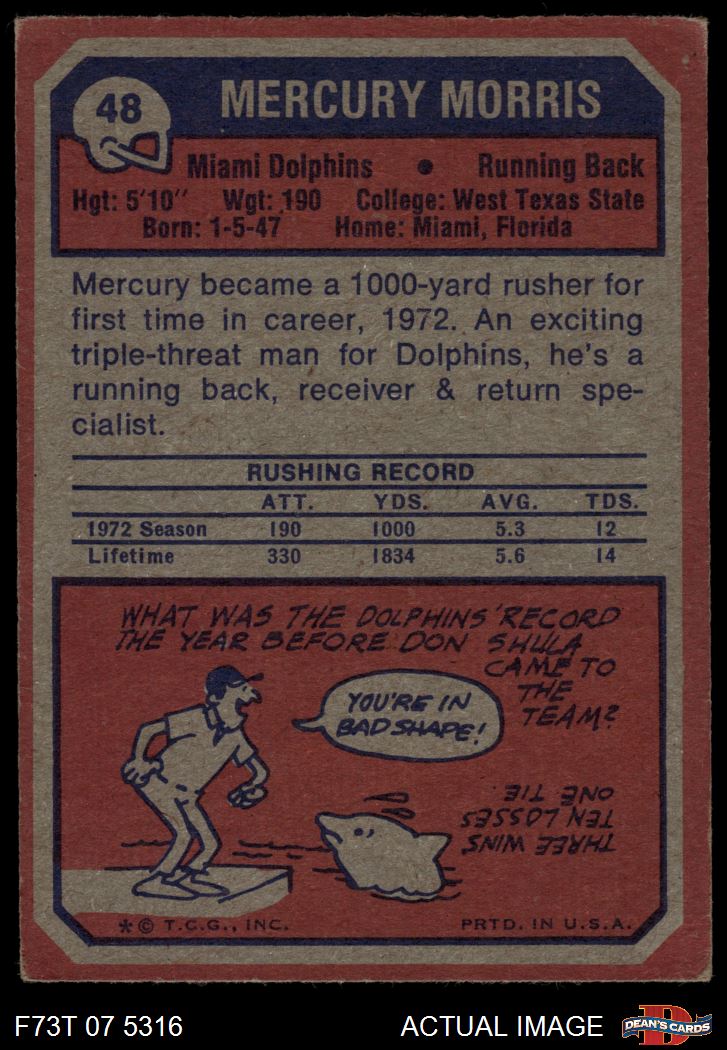 48
MERCURY MORRIS
Miami Dolphins • Running Back
Hgt: 5'10" Wgt: 190 College: West Texas State
Born: 1-5-47 Home: Miami, Florida
Mercury became a 1000-yard rusher for
first time in career, 1972. An exciting
triple-threat man for Dolphins, he's a
running back, receiver & return spe-
cialist.
RUSHING RECORD
ATT. YDS. AVG. TDS.
1972 Season 190 1000 5.3 12
Lifetime 330 1834 5.6 14
WHAT WAS THE DOLPHINS' RECORD
THE YEAR BEFORE DON SHULA
CAME TO
THE
TEAM?
YOU'RE IN
BAD SHAPE!
THREE WINS
TEN LOSSES
ONE TIE
* © T.C.G., INC. PRTD. IN U.S.A.
F73T 07 5316 ACTUAL IMAGE
D
DEAN'S CARDS